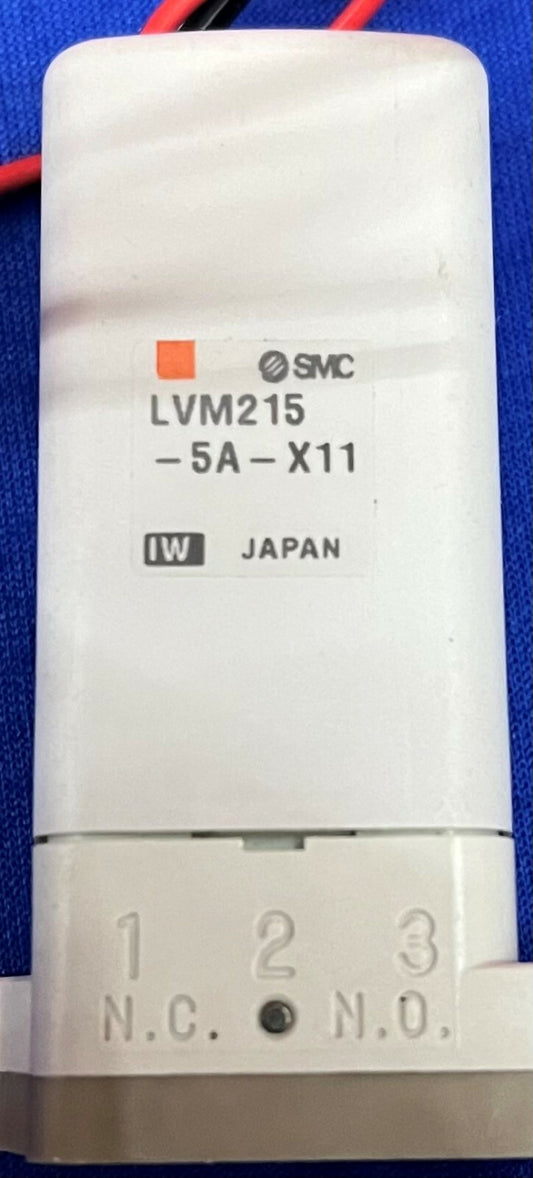 SMC
LVM215
-5A-X11
IW JAPAN
1 2 3
N.C. N.O.